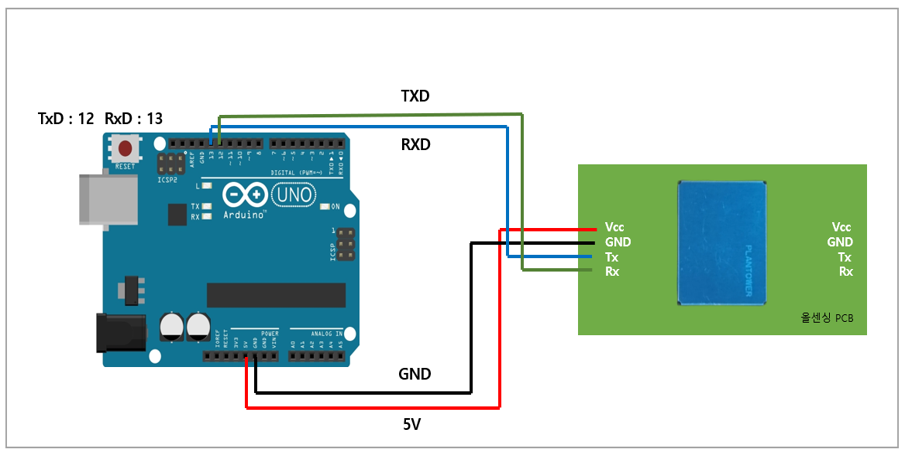 TXD
TxD : 12 RxD : 13
RXD
RESET
ICSP2
AREF
GND
13
12
~11
~10
~9
8
7
~6
~5
4
~3
2
TXD▶1
RXD◀0
DIGITAL (PWM=~)
L
TX
RX
Arduino™
UNO
ON
1
ICSP
Vcc
GND
Tx
Rx
PLANTOWER
Vcc
GND
Tx
Rx
올센싱 PCB
POWER
ANALOG IN
IOREF
RESET
3V3
5V
GND
GND
VIN
A0
A1
A2
A3
A4
A5
GND
5V